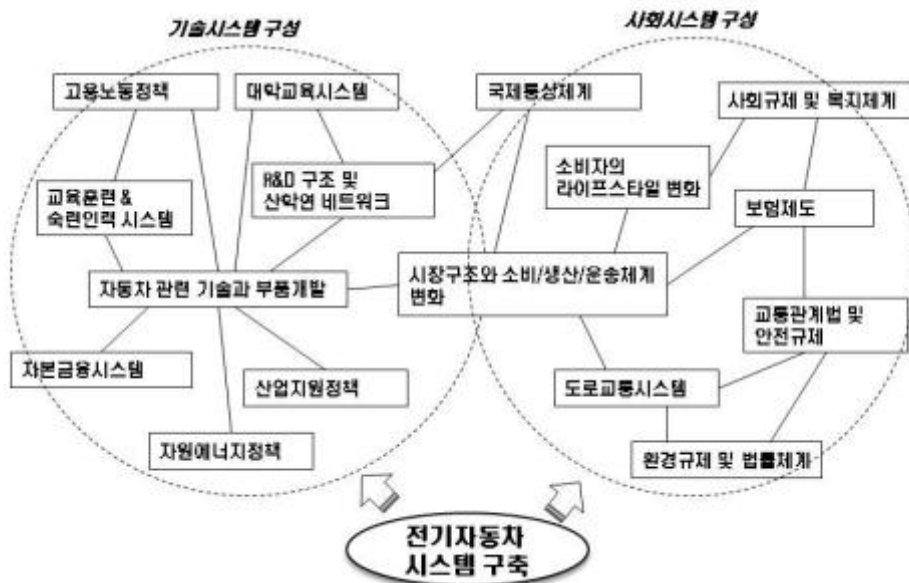 기술시스템 구성
사회시스템 구성
고용노동정책
대학교육시스템
국제통상체계
사회규제 및 복지체계
교육훈련 &
숙련인력 시스템
R&D 구조 및
산학연 네트워크
소비자의
라이프스타일 변화
보험제도
자동차 관련 기술과 부품개발
시장구조와 소비/생산/운송체계
변화
교통관계법 및
안전규제
자본금융시스템
산업지원정책
도로교통시스템
자원에너지정책
환경규제 및 법률체계
전기자동차
시스템 구축